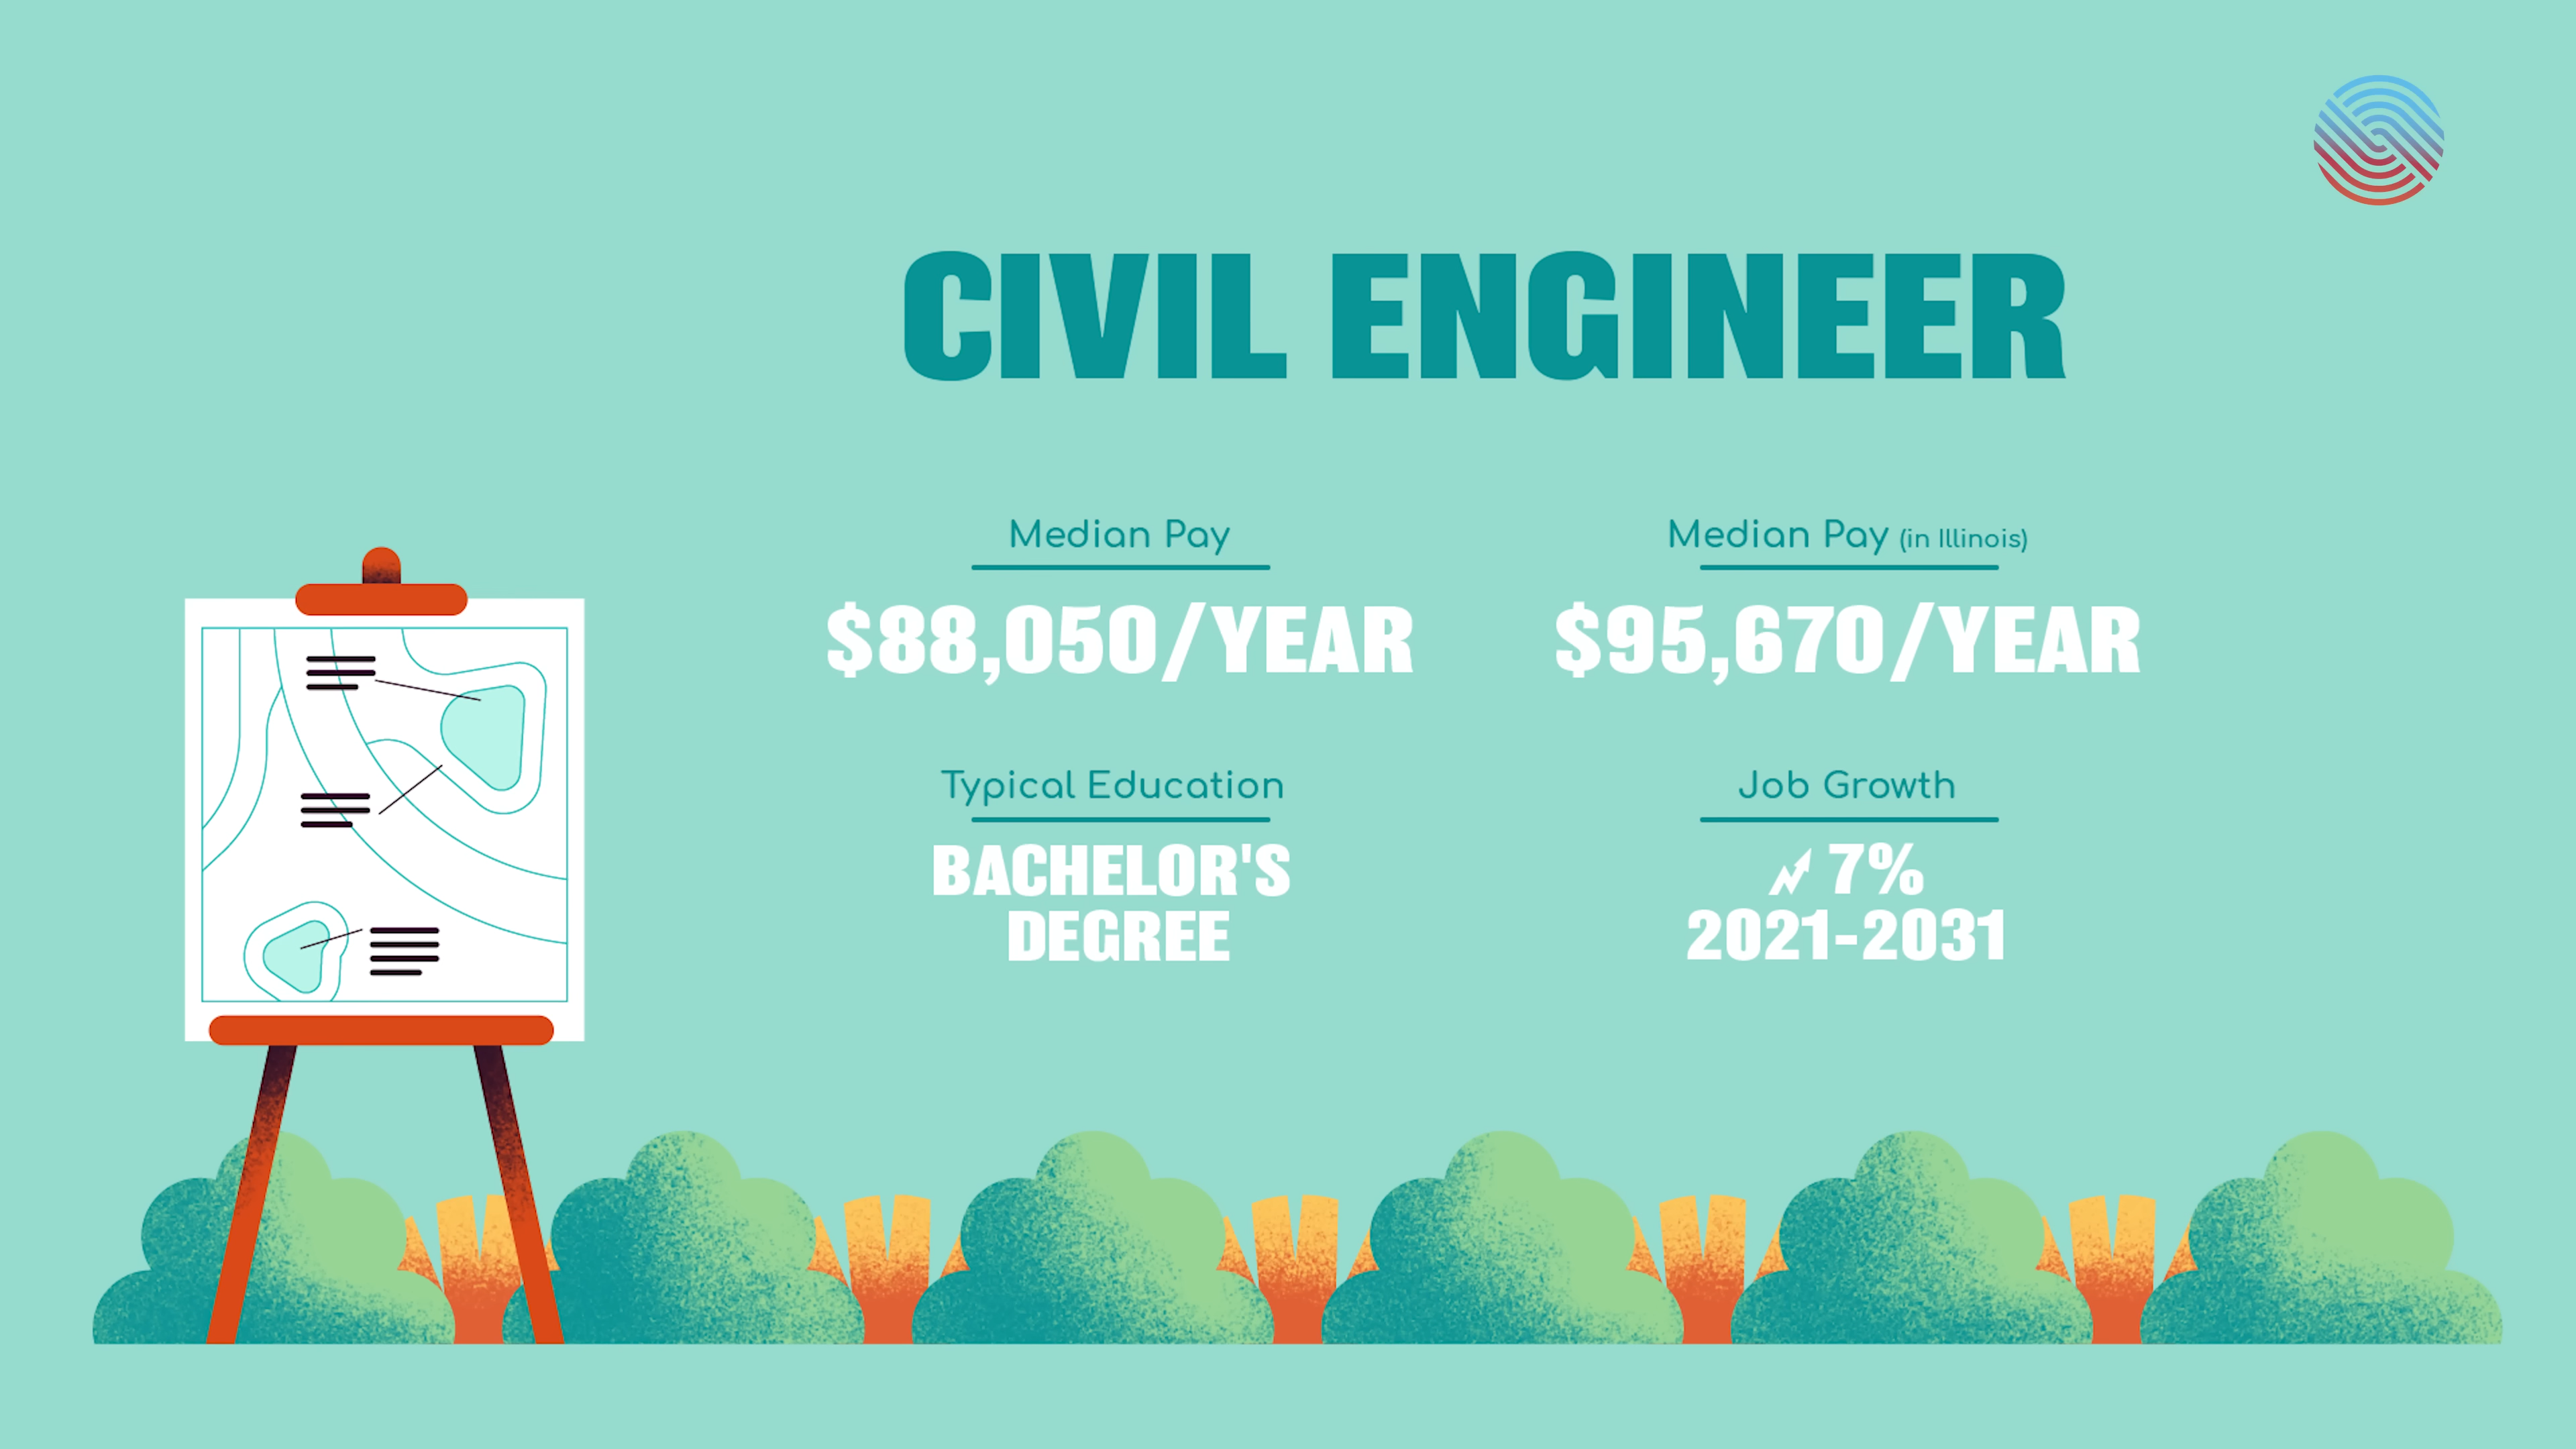 CIVIL ENGINEER
Median Pay
$88,050/YEAR
Median Pay (in Illinois)
$95,670/YEAR
Typical Education
BACHELOR'S
DEGREE
Job Growth
7%
2021-2031